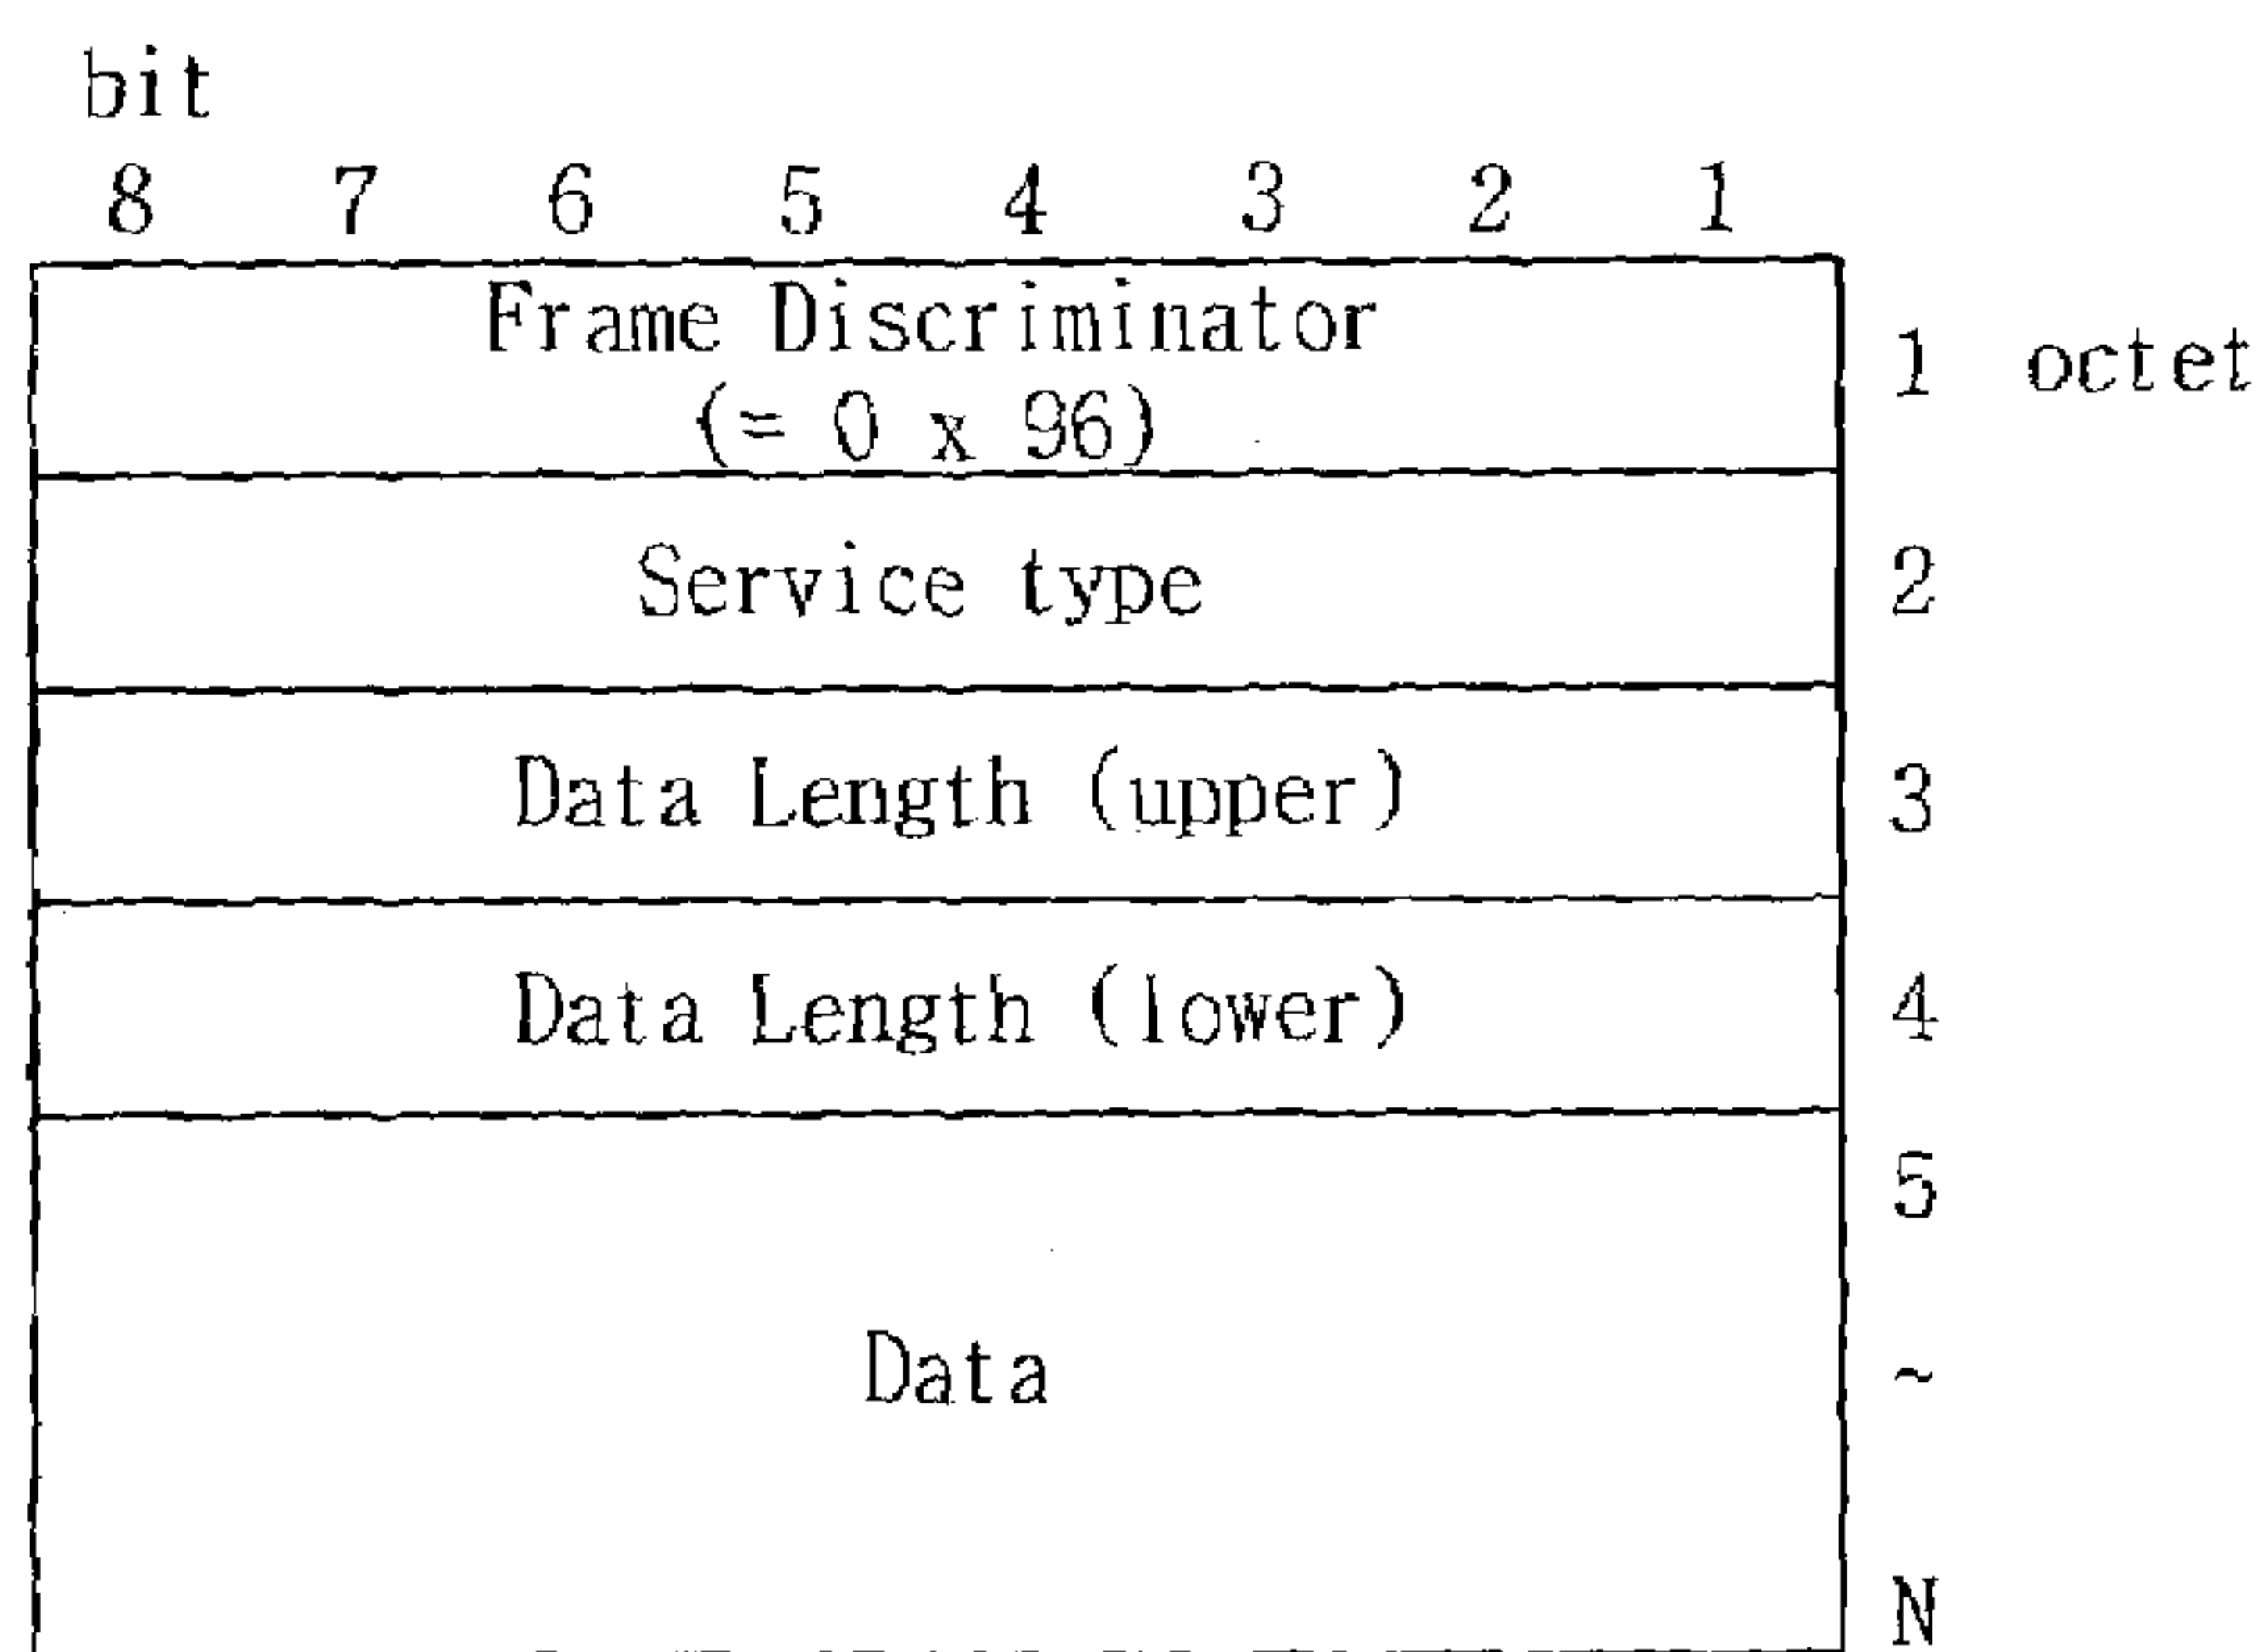 bit
8 7 6 5 4 3 2 1
Frame Discriminator
(= 0 x 96)
1 octet
Service type 2
Data Length (upper) 3
Data Length (lower) 4
5
Data ~
N